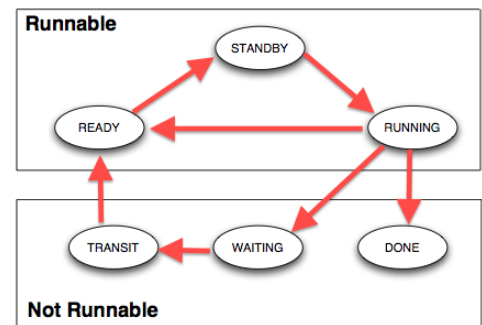 Runnable
STANDBY
READY
RUNNING
TRANSIT
WAITING
DONE
Not Runnable